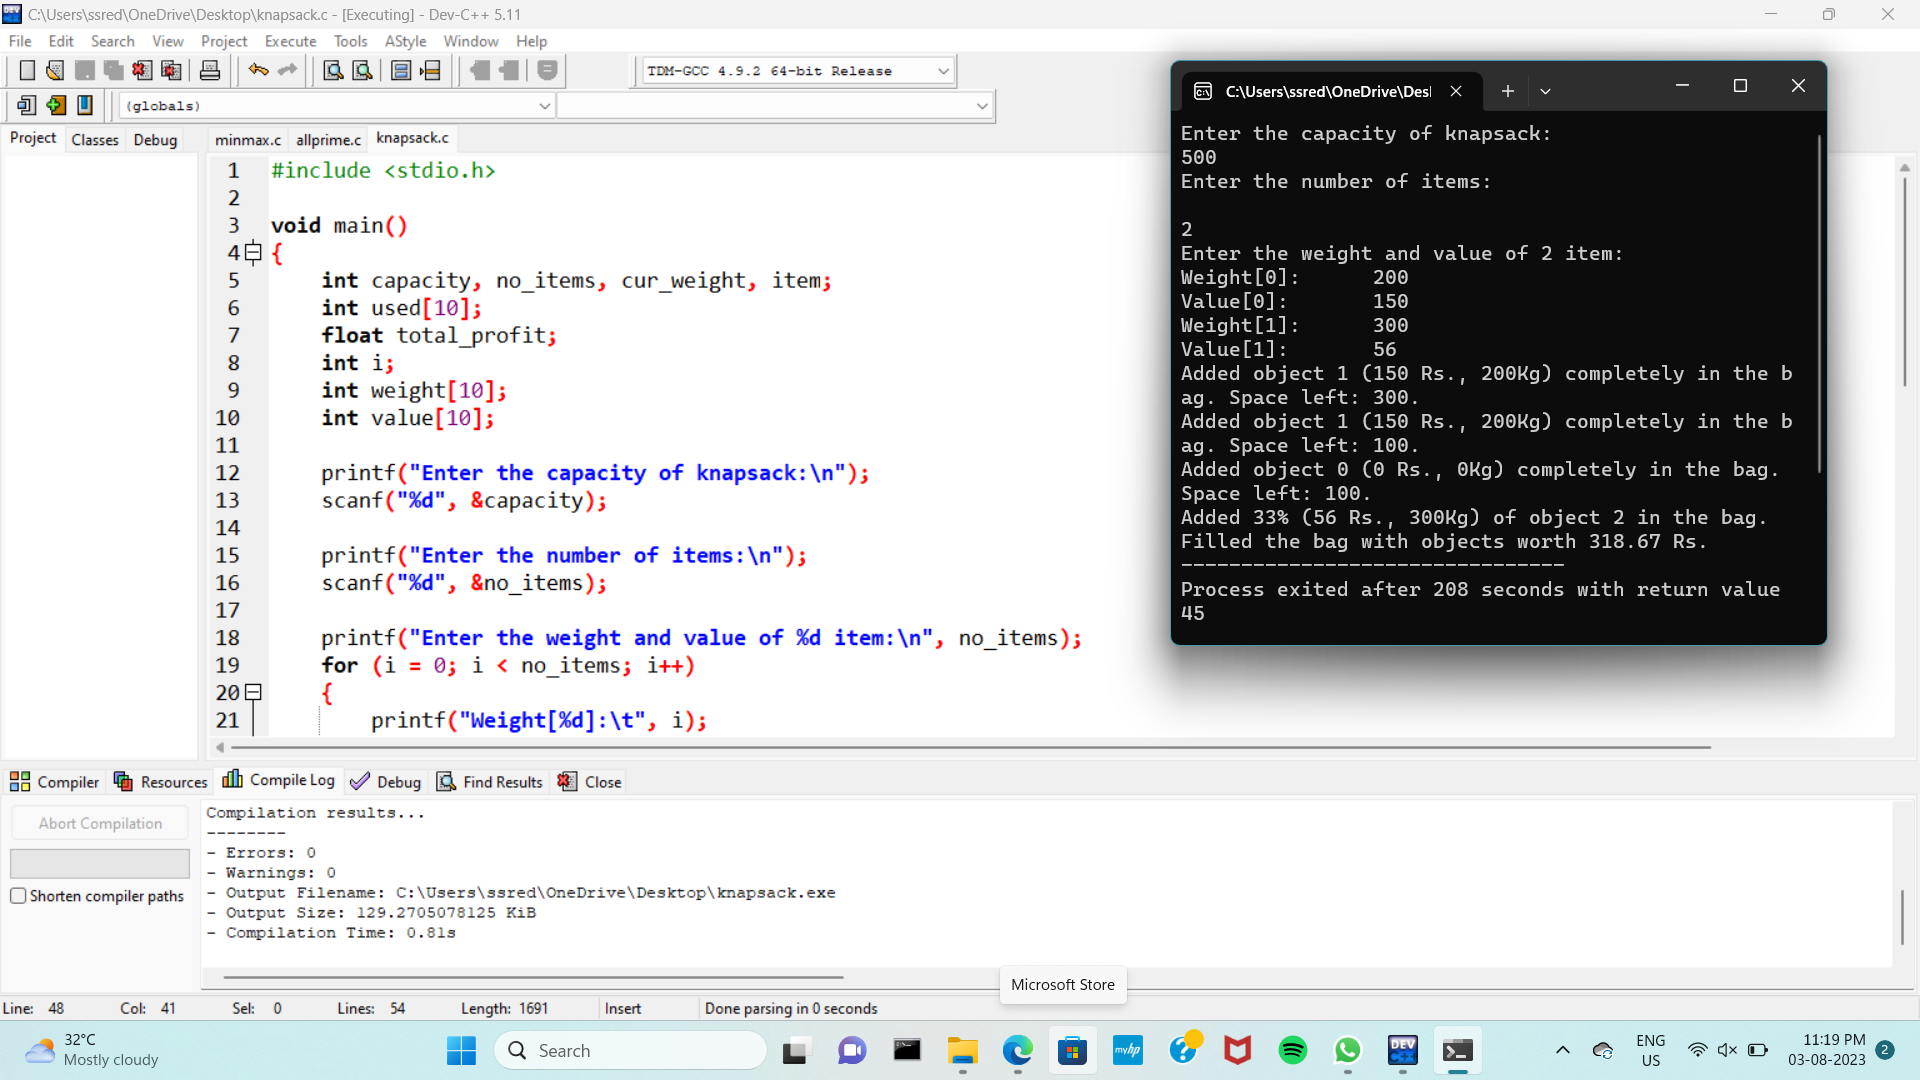 C:\Users\ssred\OneDrive\Desktop\knapsack.c - [Executing] - Dev-C++ 5.11
File Edit Search View Project Execute Tools AStyle Window Help
TDM-GCC 4.9.2 64-bit Release
(globals)
Project Classes Debug
minmax.c allprime.c knapsack.c
1 #include <stdio.h>
2
3 void main()
4 {
5 int capacity, no_items, cur_weight, item;
6 int used[10];
7 float total_profit;
8 int i;
9 int weight[10];
10 int value[10];
11
12 printf("Enter the capacity of knapsack:\n");
13 scanf("%d", &capacity);
14
15 printf("Enter the number of items:\n");
16 scanf("%d", &no_items);
17
18 printf("Enter the weight and value of %d item:\n", no_items);
19 for (i = 0; i < no_items; i++)
20 {
21 printf("Weight[%d]:\t", i);
C:\Users\ssred\OneDrive\Des
Enter the capacity of knapsack:
500
Enter the number of items:
2
Enter the weight and value of 2 item:
Weight[0]: 200
Value[0]: 150
Weight[1]: 300
Value[1]: 56
Added object 1 (150 Rs., 200Kg) completely in the b
ag. Space left: 300.
Added object 1 (150 Rs., 200Kg) completely in the b
ag. Space left: 100.
Added object 0 (0 Rs., 0Kg) completely in the bag.
Space left: 100.
Added 33% (56 Rs., 300Kg) of object 2 in the bag.
Filled the bag with objects worth 318.67 Rs.
--------------------------------
Process exited after 208 seconds with return value
45
Compiler Resources Compile Log Debug Find Results Close
Abort Compilation
Shorten compiler paths
Compilation results...
--------
- Errors: 0
- Warnings: 0
- Output Filename: C:\Users\ssred\OneDrive\Desktop\knapsack.exe
- Output Size: 129.2705078125 KiB
- Compilation Time: 0.81s
Microsoft Store
Line: 48 Col: 41 Sel: 0 Lines: 54 Length: 1691 Insert Done parsing in 0 seconds
32°C
Mostly cloudy
Search
myhp
DEV
C++
ENG
US
11:19 PM
03-08-2023
2